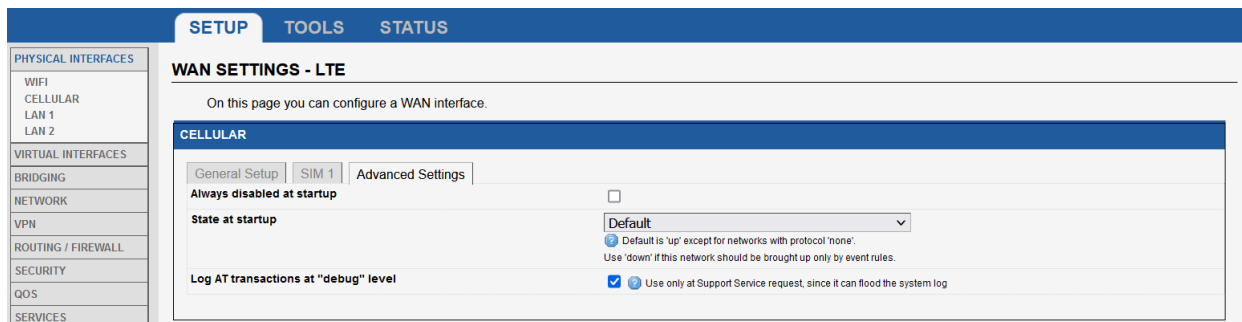 SETUP TOOLS STATUS
PHYSICAL INTERFACES
WIFI
CELLULAR
LAN 1
LAN 2
VIRTUAL INTERFACES
BRIDGING
NETWORK
VPN
ROUTING / FIREWALL
SECURITY
QOS
SERVICES
WAN SETTINGS - LTE
On this page you can configure a WAN interface.
CELLULAR
General Setup SIM 1 Advanced Settings
Always disabled at startup
State at startup Default
Default is 'up' except for networks with protocol 'none'.
Use 'down' if this network should be brought up only by event rules.
Log AT transactions at "debug" level Use only at Support Service request, since it can flood the system log